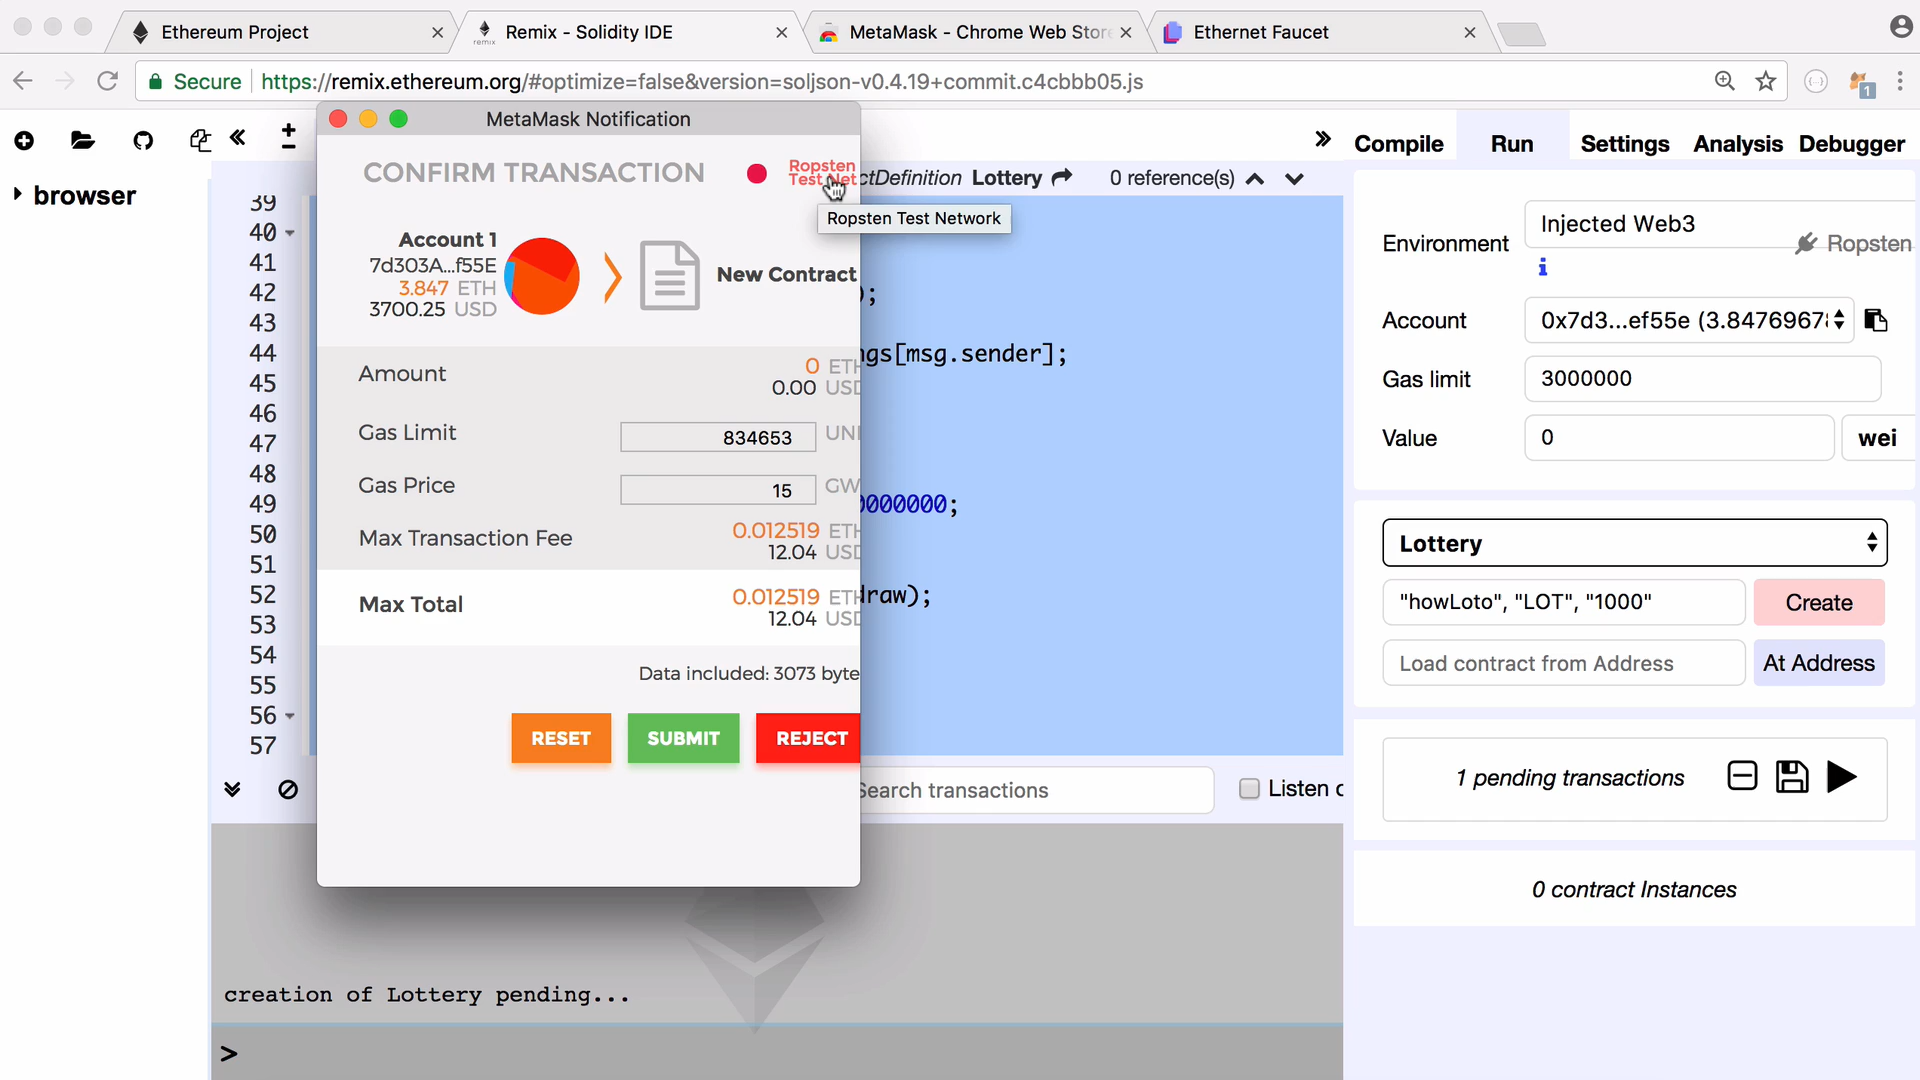 Ethereum Project
Remix - Solidity IDE
MetaMask - Chrome Web Store
Ethernet Faucet
Secure
https://remix.ethereum.org/#optimize=false&version=soljson-v0.4.19+commit.c4cbbb05.js
1
MetaMask Notification
CONFIRM TRANSACTION
Ropsten
Test Net
Ropsten Test Network
Account 1
7d303A...f55E
3.847 ETH
3700.25 USD
New Contract
Amount
0 ETH
0.00 USD
Gas Limit
834653
UNI
Gas Price
15
GW
Max Transaction Fee
0.012519 ETH
12.04 USD
Max Total
0.012519 ETH
12.04 USD
Data included: 3073 byte
RESET
SUBMIT
REJECT
browser
39
40
41
42
43
44
45
46
47
48
49
50
51
52
53
54
55
56
57
ctDefinition Lottery
0 reference(s)
);
ngs[msg.sender];
0000000;
draw);
Search transactions
Listen o
creation of Lottery pending...
>
Compile
Run
Settings
Analysis
Debugger
Environment
Injected Web3
Ropsten
i
Account
0x7d3...ef55e (3.8476967
Gas limit
3000000
Value
0
wei
Lottery
"howLoto", "LOT", "1000"
Create
Load contract from Address
At Address
1 pending transactions
0 contract Instances